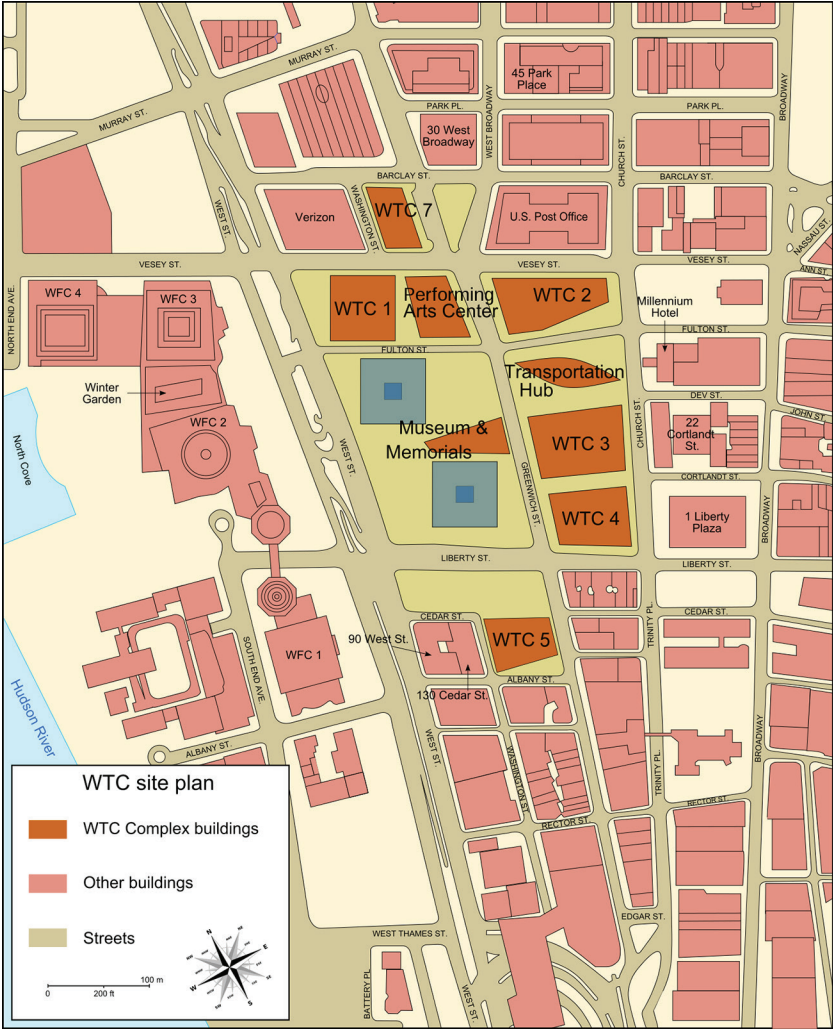 MURRAY ST.
MURRAY ST.
45 Park
Place
PARK PL.
PARK PL.
WEST BROADWAY
BROADWAY
30 West
Broadway
CHURCH ST.
BARCLAY ST.
BARCLAY ST.
WEST ST.
Verizon
WASHINGTON ST.
WTC 7
U.S. Post Office
NASSAU ST.
VESEY ST.
VESEY ST.
VESEY ST.
ANN ST.
NORTH END AVE.
WFC 4
WFC 3
WTC 1
Performing
Arts Center
WTC 2
Millennium
Hotel
FULTON ST.
FULTON ST.
Winter
Garden
Transportation
Hub
DEV ST.
JOHN ST.
North Cove
WFC 2
WEST ST.
Museum &
Memorials
GREENWICH ST.
WTC 3
CHURCH ST.
22
Cortlandt
St.
CORTLANDT ST.
WTC 4
1 Liberty
Plaza
BROADWAY
LIBERTY ST.
LIBERTY ST.
CEDAR ST.
CEDAR ST.
TRINITY PL.
90 West St.
WTC 5
WFC 1
SOUTH END AVE.
130 Cedar St.
ALBANY ST.
Hudson River
ALBANY ST.
WEST ST.
WASHINGTON ST.
TRINITY PL.
BROADWAY
RECTOR ST.
RECTOR ST.
EDGAR ST.
WEST THAMES ST.
BATTERY PL.
WEST ST.
WTC site plan
WTC Complex buildings
Other buildings
Streets
N
E
S
W
0
100 m
200 ft